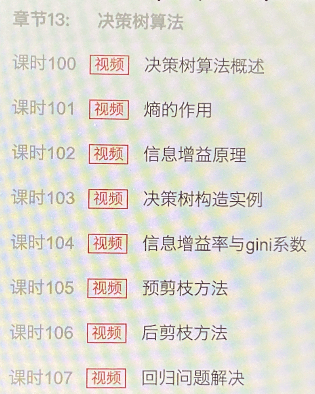 章节13: 决策树算法
课时100 视频 决策树算法概述
课时101 视频 熵的作用
课时102 视频 信息增益原理
课时103 视频 决策树构造实例
课时104 视频 信息增益率与gini系数
课时105 视频 预剪枝方法
课时106 视频 后剪枝方法
课时107 视频 回归问题解决